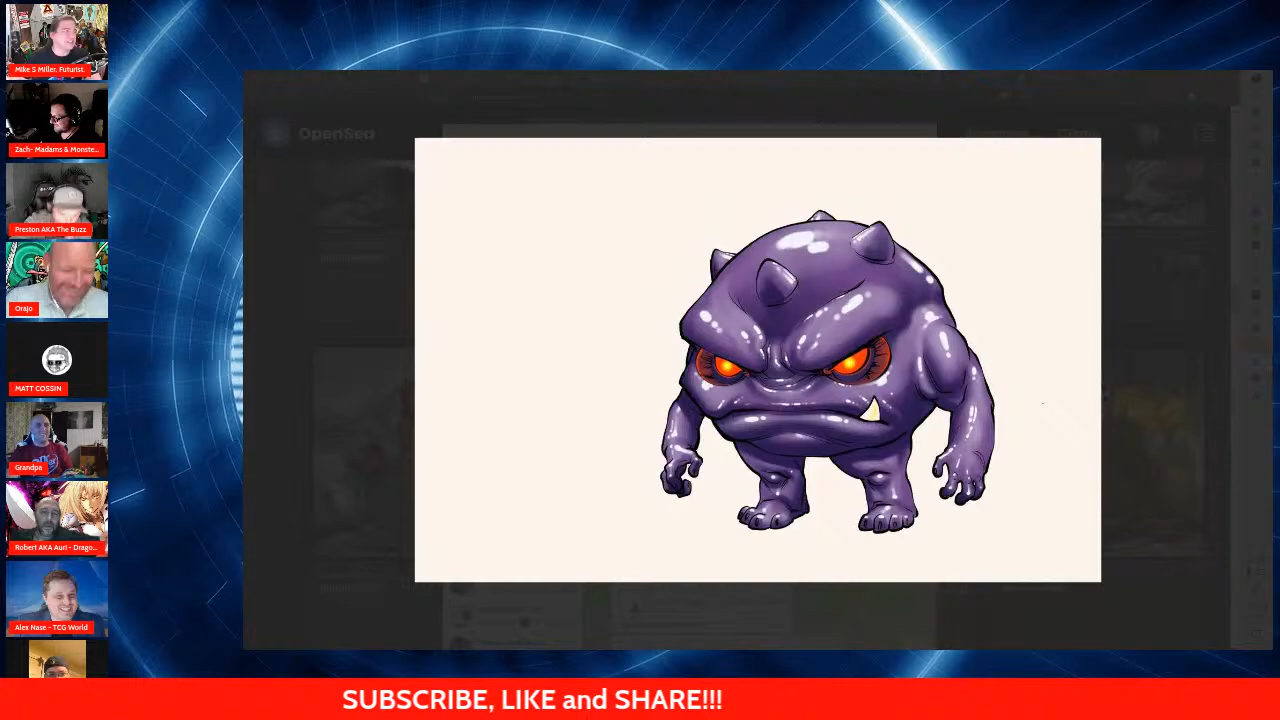 Mike S Miller. Futurist.
Zach- Madams & Monste...
Preston AKA The Buzz
Orajo
MATT COSSIN
Grandpa
Robert AKA Auri - Drago...
Alex Nase - TCG World
OpenSea
SUBSCRIBE, LIKE and SHARE!!!